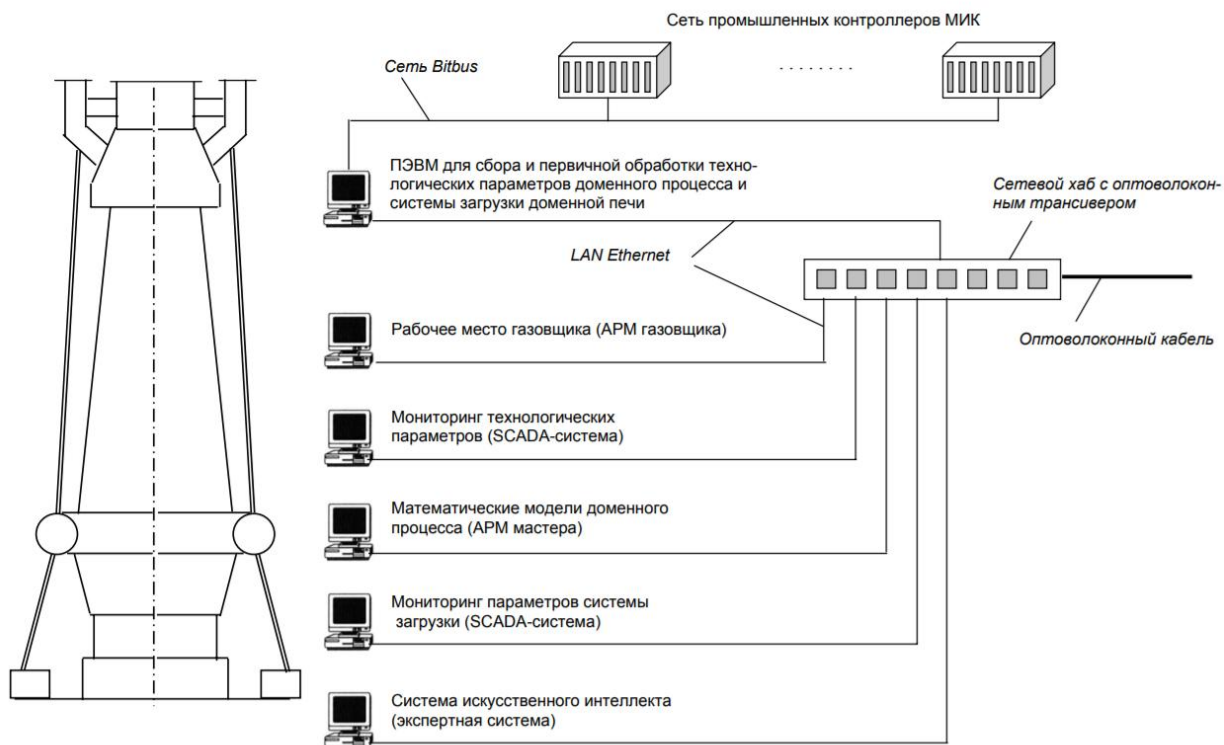 Сеть промышленных контроллеров МИК
Сеть Bitbus
. . . . . . . .
ПЭВМ для сбора и первичной обработки техно-
логических параметров доменного процесса и
системы загрузки доменной печи
Сетевой хаб с оптоволокон-
ным трансивером
LAN Ethernet
Рабочее место газовщика (АРМ газовщика)
Оптоволоконный кабель
Мониторинг технологических
параметров (SCADA-система)
Математические модели доменного
процесса (АРМ мастера)
Мониторинг параметров системы
загрузки (SCADA-система)
Система искусственного интеллекта
(экспертная система)